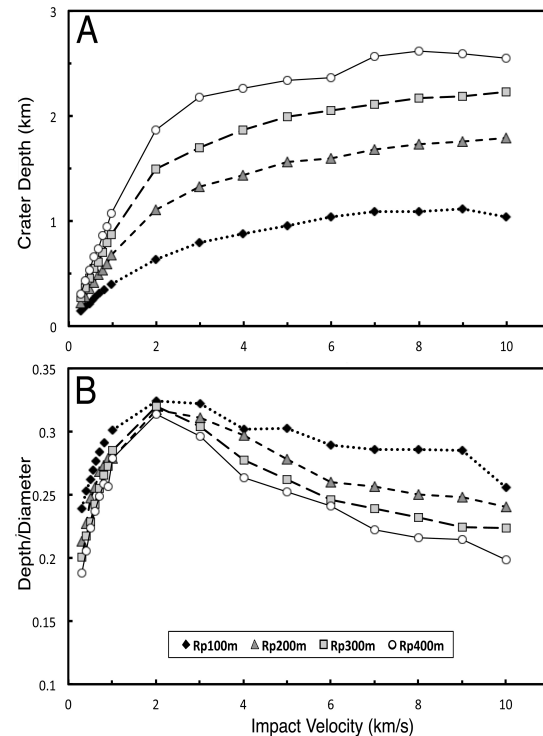 A
Crater Depth (km)
3
2
1
0
0 2 4 6 8 10
B
Depth/Diameter
0.35
0.3
0.25
0.2
0.15
0.1
Rp100m Rp200m Rp300m Rp400m
0 2 4 6 8 10
Impact Velocity (km/s)